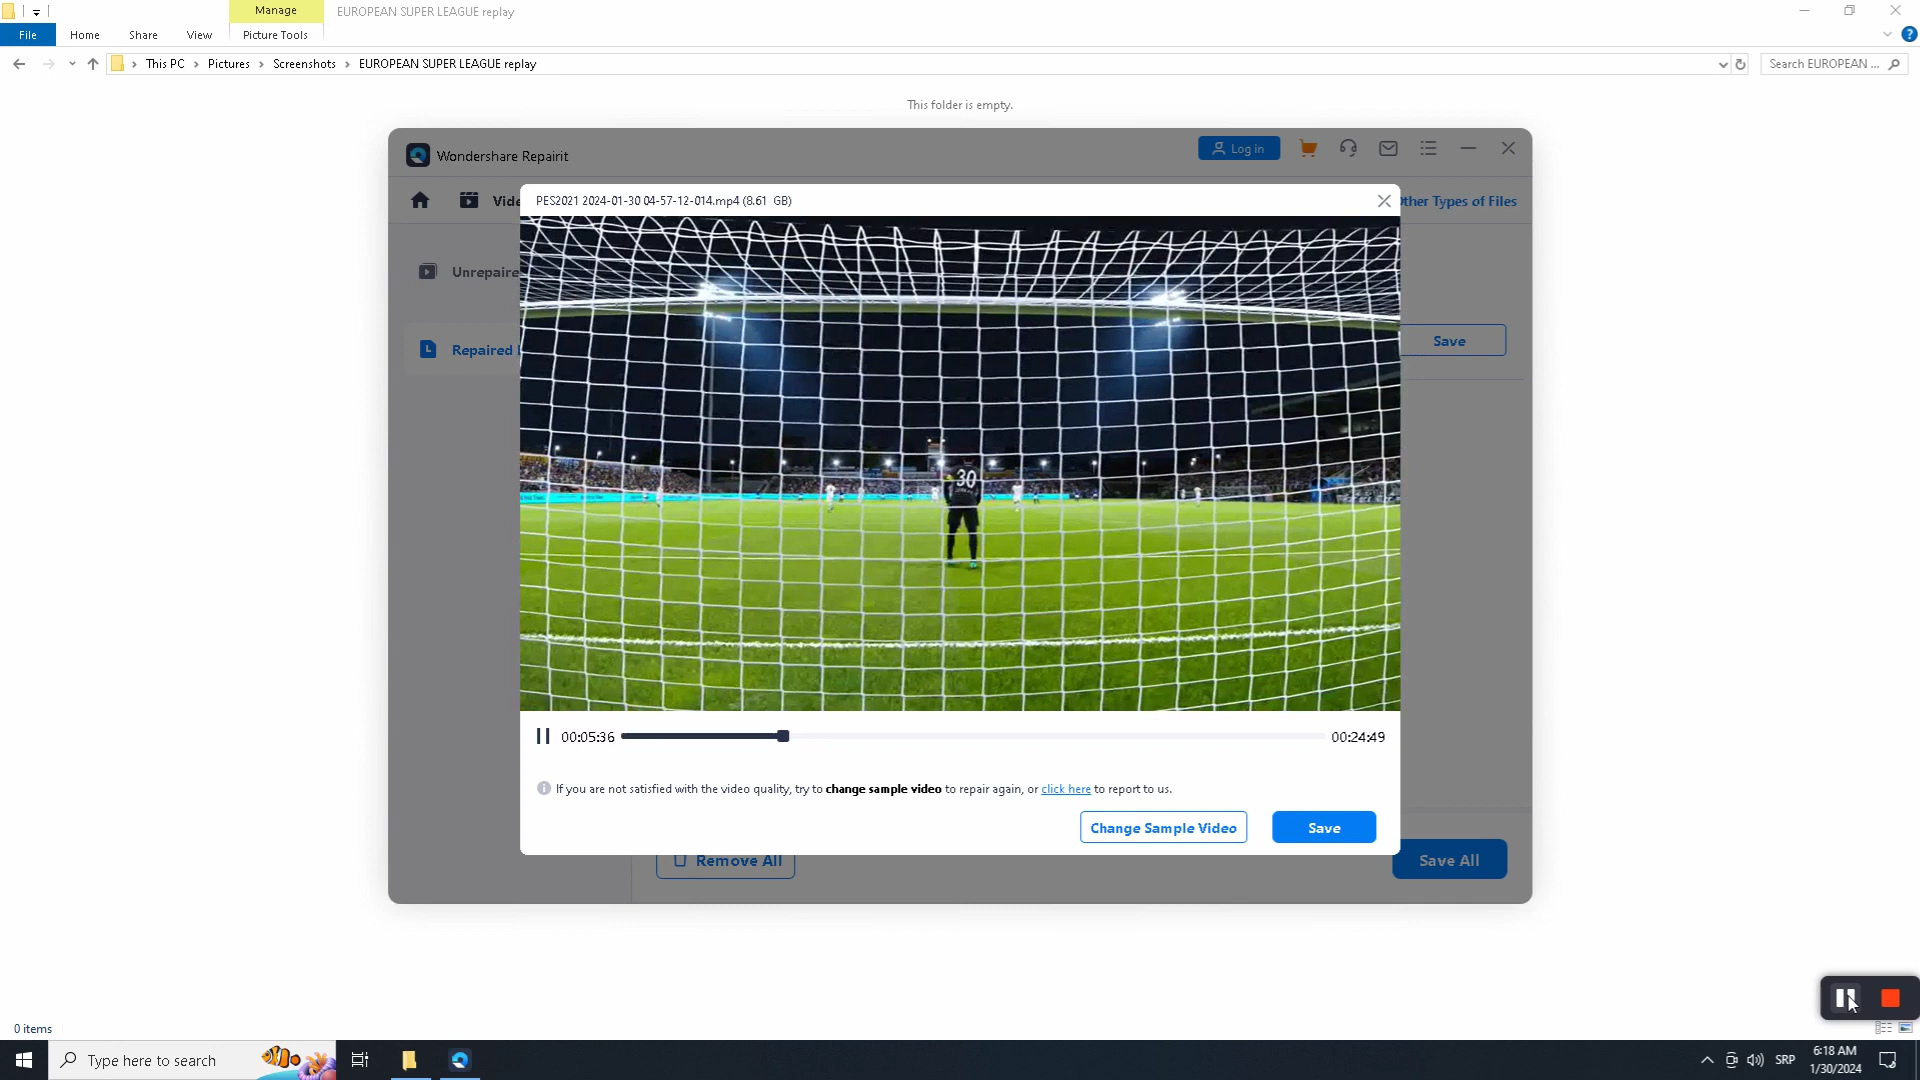 Manage
EUROPEAN SUPER LEAGUE replay
File
Home
Share
View
Picture Tools
This PC
Pictures
Screenshots
EUROPEAN SUPER LEAGUE replay
Search EUROPEAN ...
This folder is empty.
Wondershare Repairit
Log in
Vide
PES2021 2024-01-30 04-57-12-014.mp4 (8.61 GB)
ther Types of Files
Unrepaire
Repaired
Save
30
00:05:36
00:24:49
If you are not satisfied with the video quality, try to change sample video to repair again, or click here to report to us.
Change Sample Video
Save
Remove All
Save All
0 items
Type here to search
SRP
6:18 AM
1/30/2024